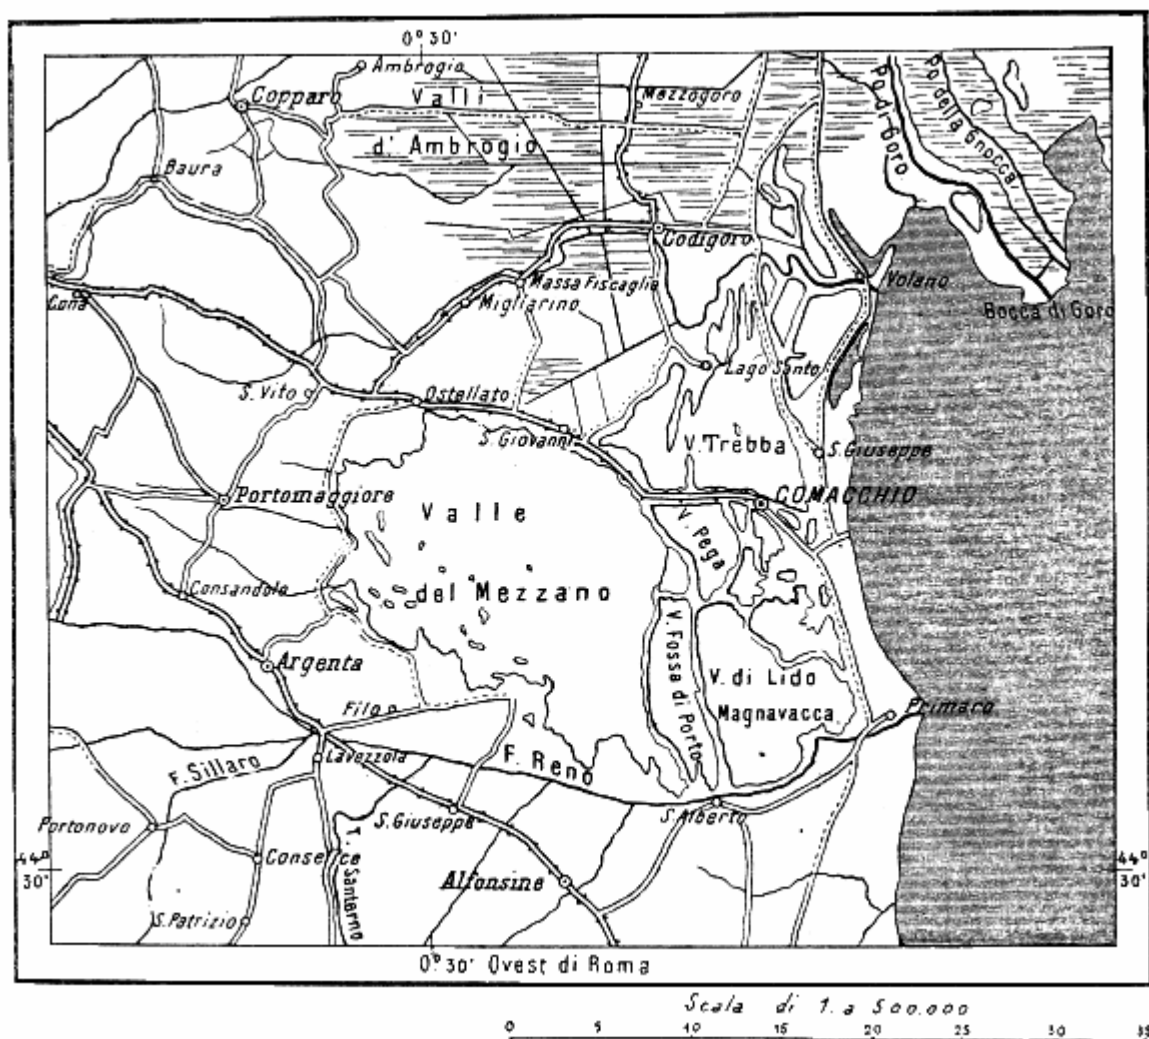 0° 30'
Ambrogio
Copparo
Valli
Mezzogoro
d'Ambrogio
Po di Goro
Po della Gnocca
Baura
Codigoro
Massa Fiscaglia
Volano
Cona
Migliarino
Bocca di Goro
Lago Santo
S. Vito
Ostellato
S. Giovanni
V. Trebba
S. Giuseppe
Portomaggiore
COMACCHIO
Valle
V. Pega
del Mezzano
Consandolo
V. Fossa di Porto
Argenta
V. di Lido
Magnavacca
Filo
Primaro
Lavezzola
F. Reno
F. Sillaro
S. Giuseppe
S. Alberto
Portonovo
Conselice
T. Santerno
Alfonsine
44° 30'
44° 30'
S. Patrizio
0° 30' Ovest di Roma
Scala di 1. a 500.000
0 5 10 15 20 25 30 35